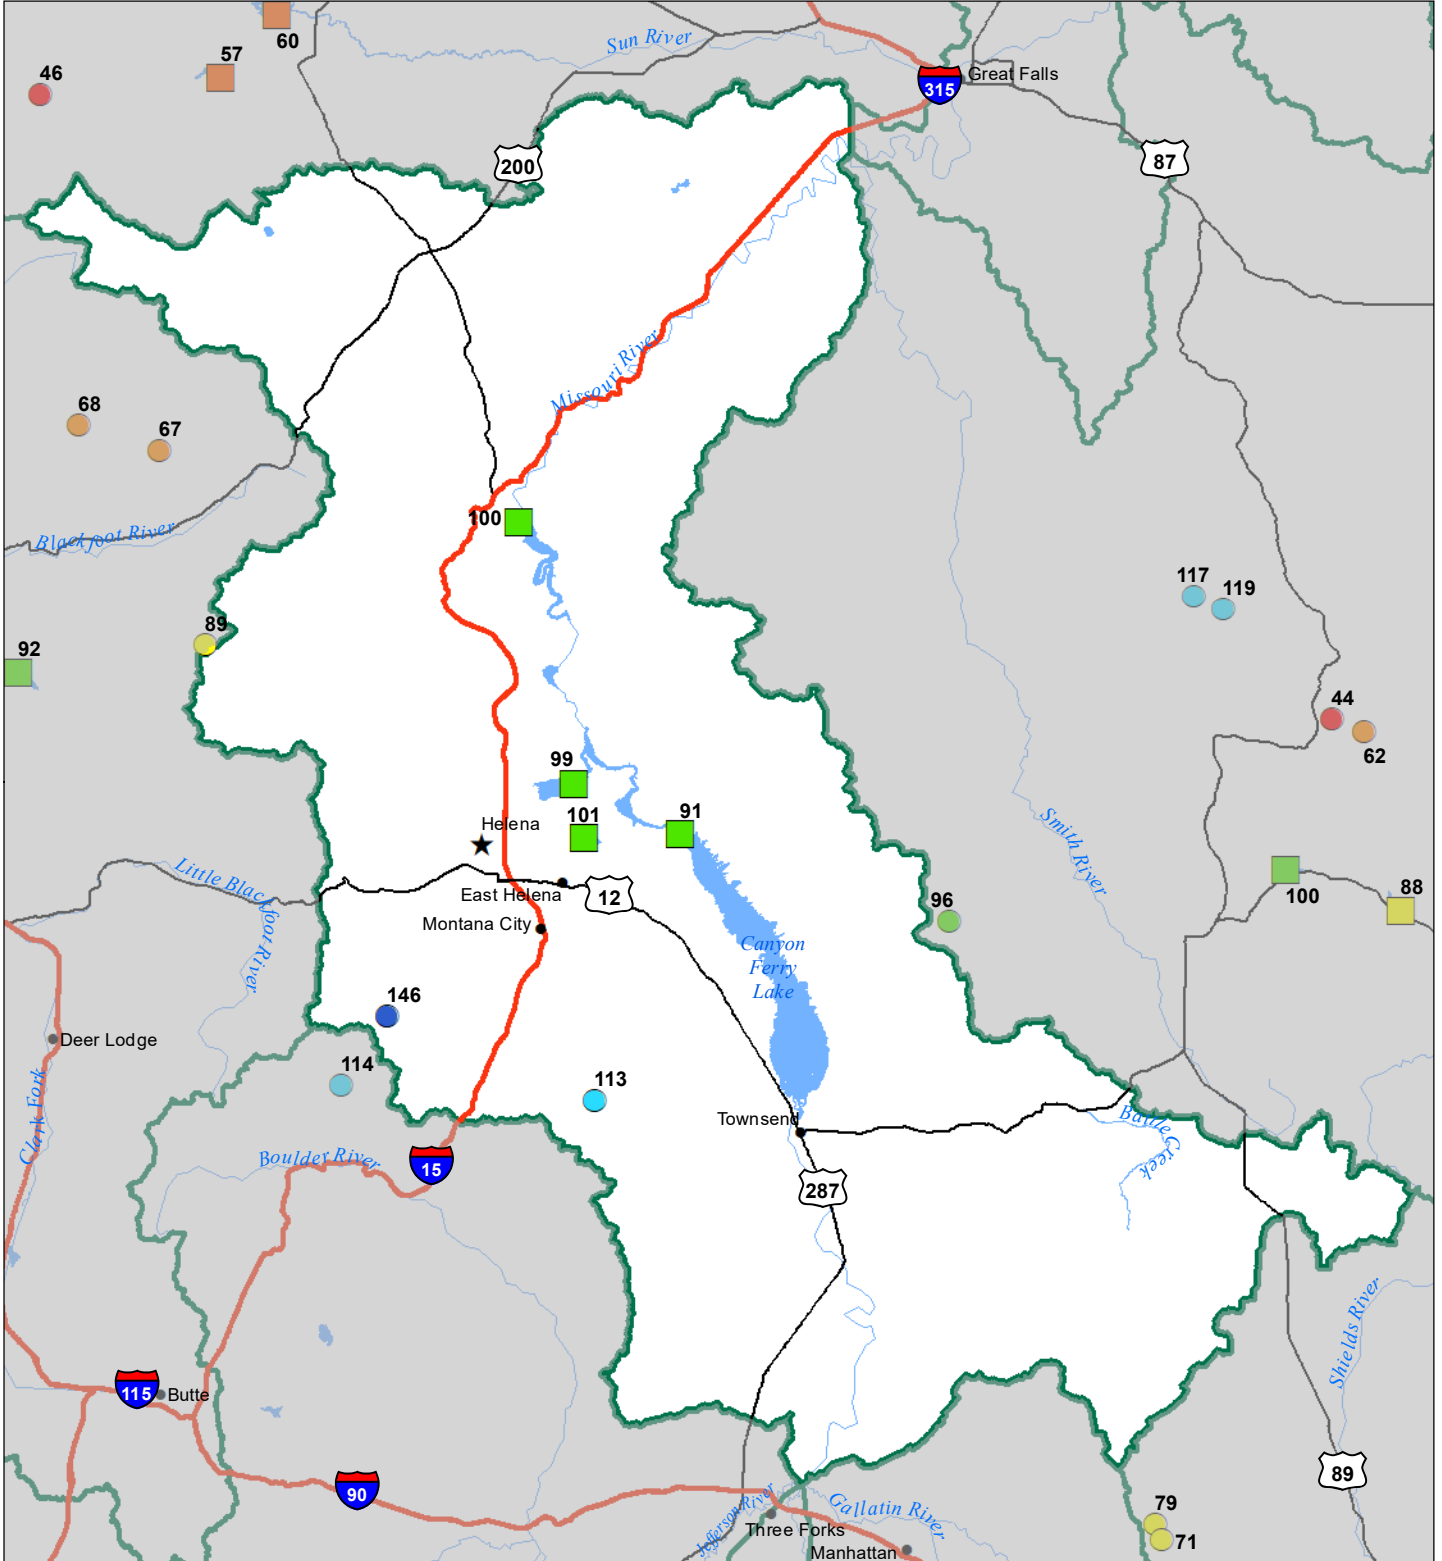 60
Sun River
57
46
Great Falls
315
200
87
Missouri River
68
67
100
Blackfoot River
117
119
89
92
44
62
99
101
91
Helena
Smith River
Little Blackfoot River
100
88
East Helena
12
96
Montana City
Canyon
Ferry
Lake
146
Deer Lodge
114
113
Clark Fork
Townsend
Battle Creek
Boulder River
15
287
Shields River
115
Butte
89
90
79
71
Jefferson River
Gallatin River
Three Forks
Manhattan